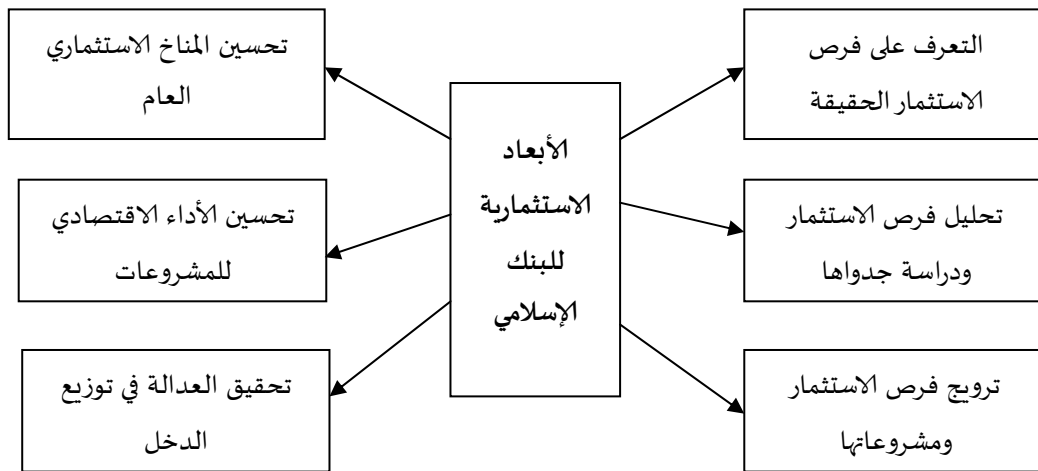 التعرف على فرص
الاستثمار الحقيقة
تحليل فرص الاستثمار
ودراسة جدواها
ترويج فرص الاستثمار
ومشروعاتها
الأبعاد
الاستثمارية
للبنك
الإسلامي
تحسين المناخ الاستثماري
العام
تحسين الأداء الاقتصادي
للمشروعات
تحقيق العدالة في توزيع
الدخل